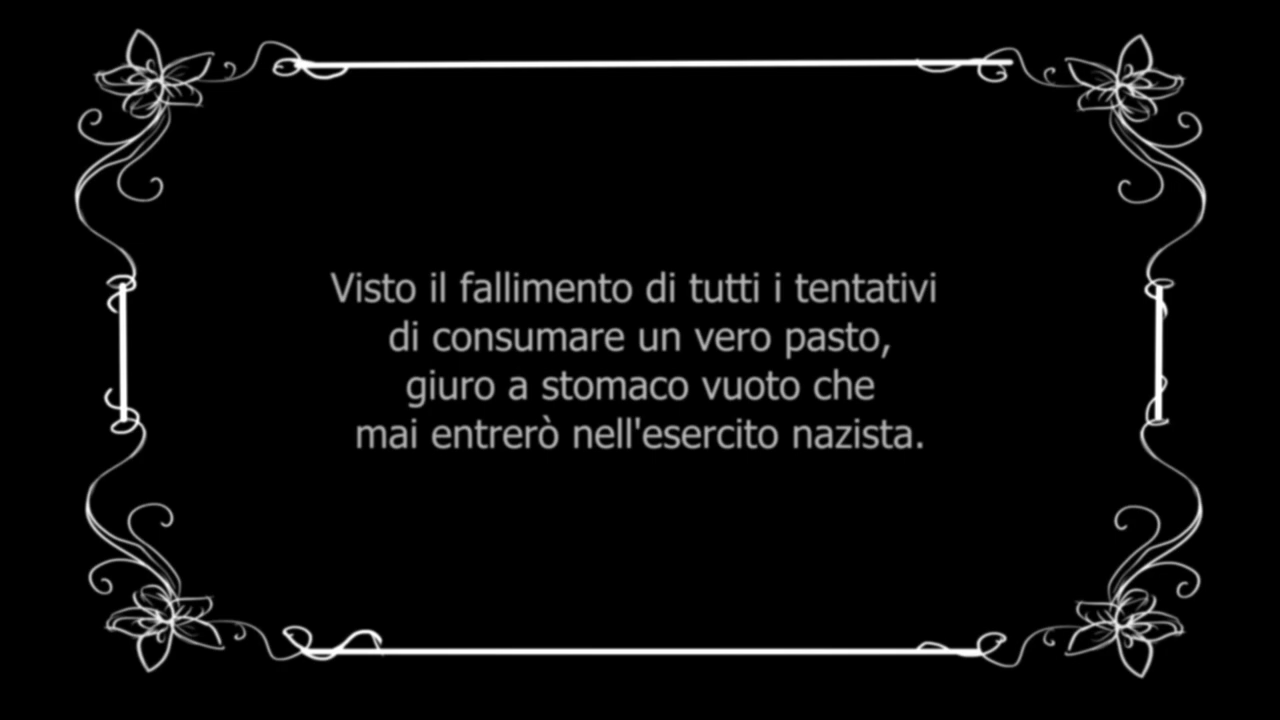 Visto il fallimento di tutti i tentativi
di consumare un vero pasto,
giuro a stomaco vuoto che
mai entrerò nell'esercito nazista.